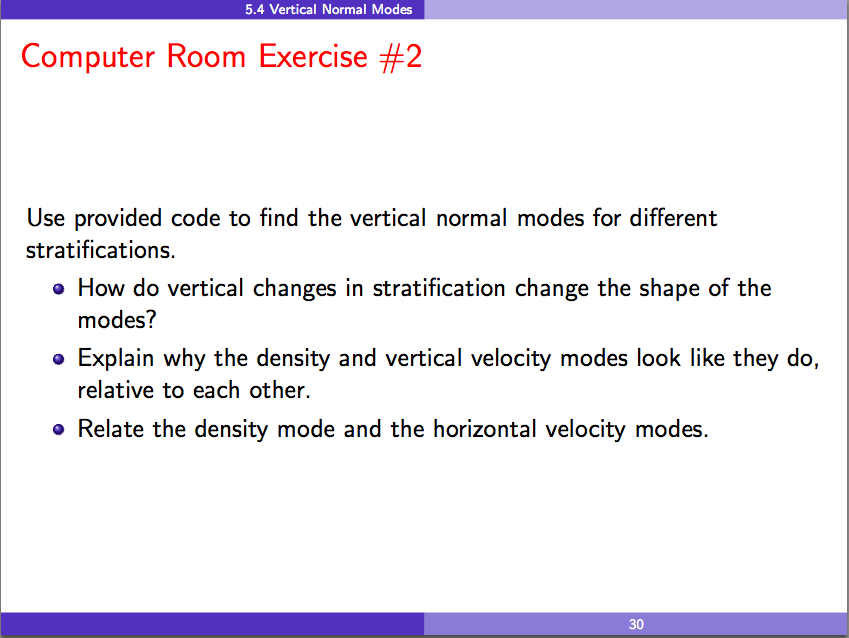 5.4 Vertical Normal Modes
Computer Room Exercise #2
Use provided code to find the vertical normal modes for different
stratifications.
How do vertical changes in stratification change the shape of the
modes?
Explain why the density and vertical velocity modes look like they do,
relative to each other.
Relate the density mode and the horizontal velocity modes.
30